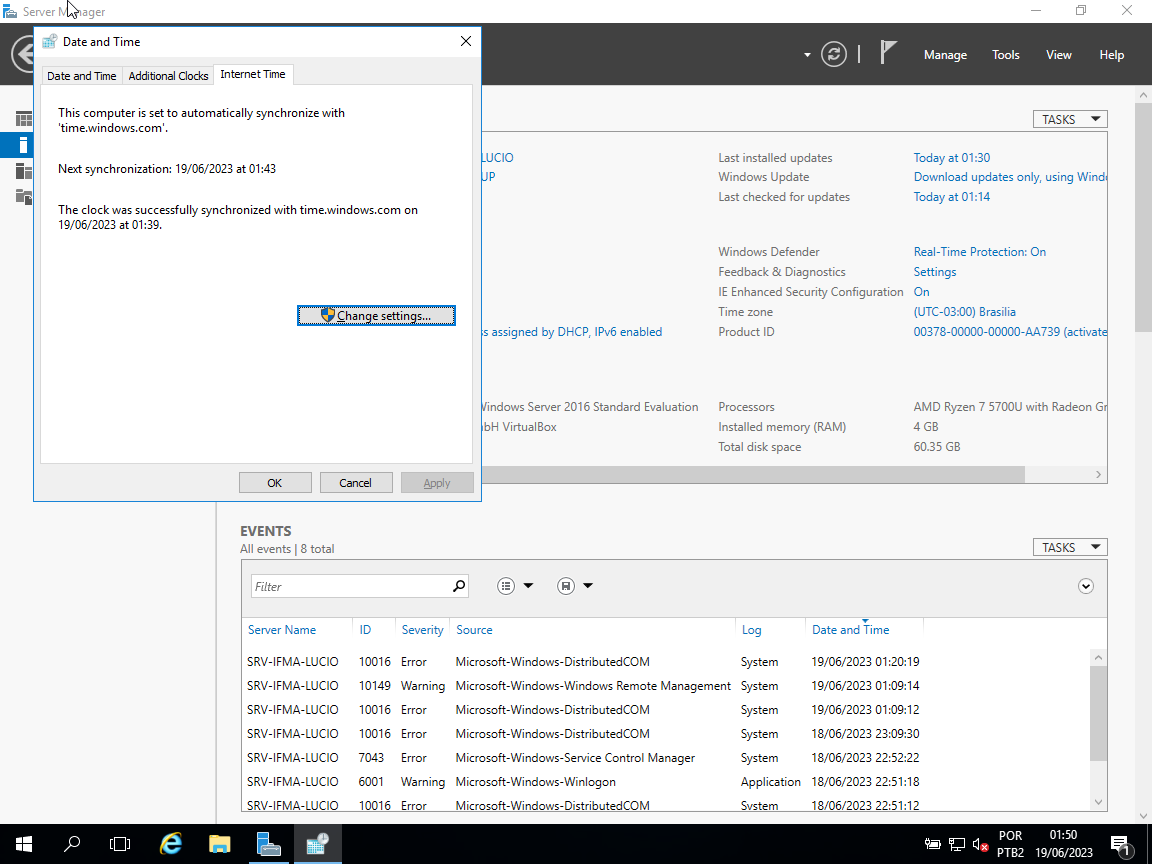 Server Manager
Date and Time
Manage
Tools
View
Help
Date and Time
Additional Clocks
Internet Time
This computer is set to automatically synchronize with
'time.windows.com'.
Next synchronization: 19/06/2023 at 01:43
The clock was successfully synchronized with time.windows.com on
19/06/2023 at 01:39.
Change settings...
OK
Cancel
Apply
TASKS
LUCIO
Last installed updates
Today at 01:30
UP
Windows Update
Download updates only, using Windo
Last checked for updates
Today at 01:14
Windows Defender
Real-Time Protection: On
Feedback & Diagnostics
Settings
IE Enhanced Security Configuration
On
Time zone
(UTC-03:00) Brasilia
ss assigned by DHCP, IPv6 enabled
Product ID
00378-00000-00000-AA739 (activate
Windows Server 2016 Standard Evaluation
Processors
AMD Ryzen 7 5700U with Radeon Gr
bH VirtualBox
Installed memory (RAM)
4 GB
Total disk space
60.35 GB
EVENTS
All events | 8 total
TASKS
Filter
Server Name ID Severity Source Log Date and Time
SRV-IFMA-LUCIO 10016 Error Microsoft-Windows-DistributedCOM System 19/06/2023 01:20:19
SRV-IFMA-LUCIO 10149 Warning Microsoft-Windows-Windows Remote Management System 19/06/2023 01:09:14
SRV-IFMA-LUCIO 10016 Error Microsoft-Windows-DistributedCOM System 19/06/2023 01:09:12
SRV-IFMA-LUCIO 10016 Error Microsoft-Windows-DistributedCOM System 18/06/2023 23:09:30
SRV-IFMA-LUCIO 7043 Error Microsoft-Windows-Service Control Manager System 18/06/2023 22:52:22
SRV-IFMA-LUCIO 6001 Warning Microsoft-Windows-Winlogon Application 18/06/2023 22:51:18
SRV-IFMA-LUCIO 10016 Error Microsoft-Windows-DistributedCOM System 18/06/2023 22:51:12
POR
PTB2
01:50
19/06/2023
1